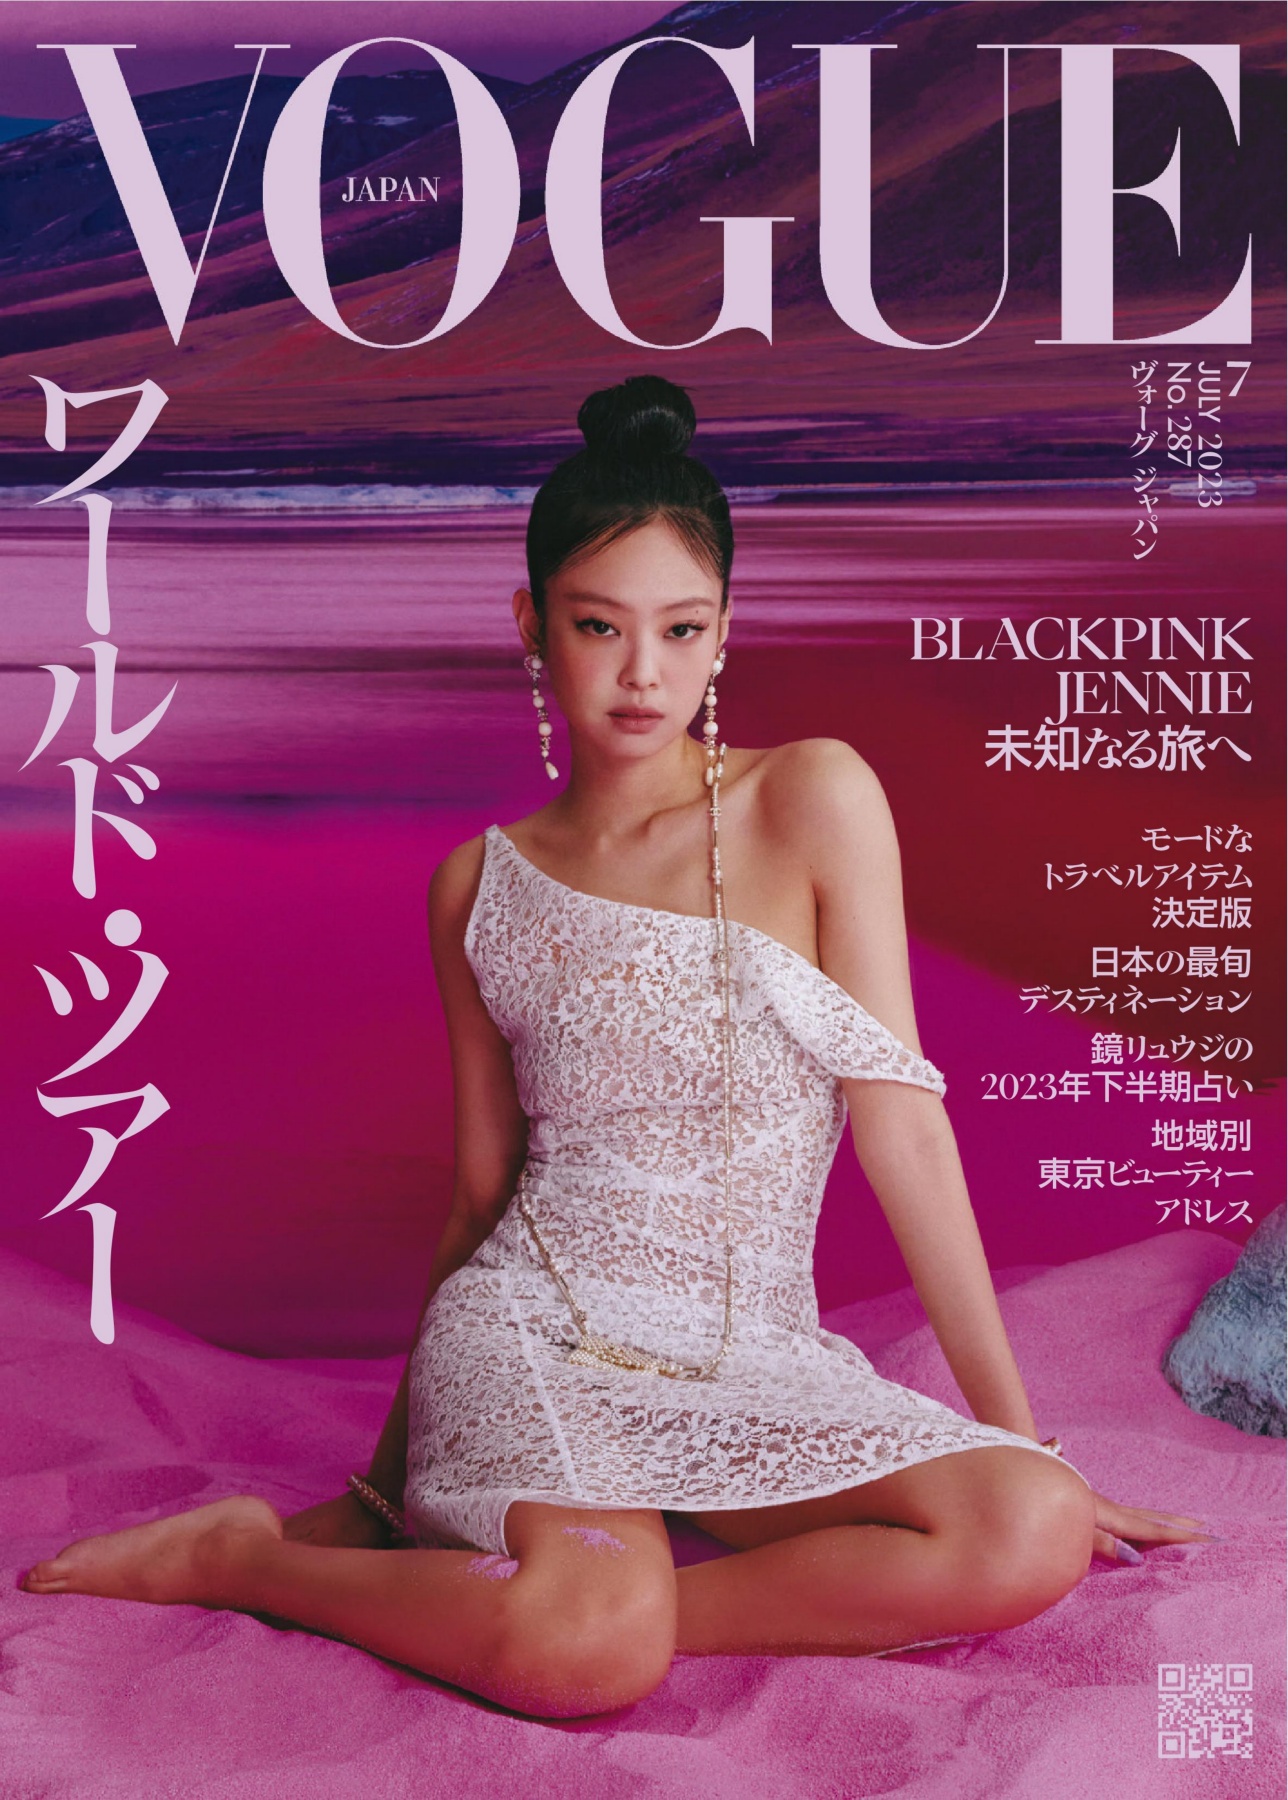 VOGUE
JAPAN
7
JULY 2023
No.287
ヴォーグ ジャパン
ワールド・ツアー
BLACKPINK
JENNIE
未知なる旅へ
モードな
トラベルアイテム
決定版
日本の最旬
デスティネーション
鏡リュウジの
2023年下半期占い
地域別
東京ビューティー
アドレス